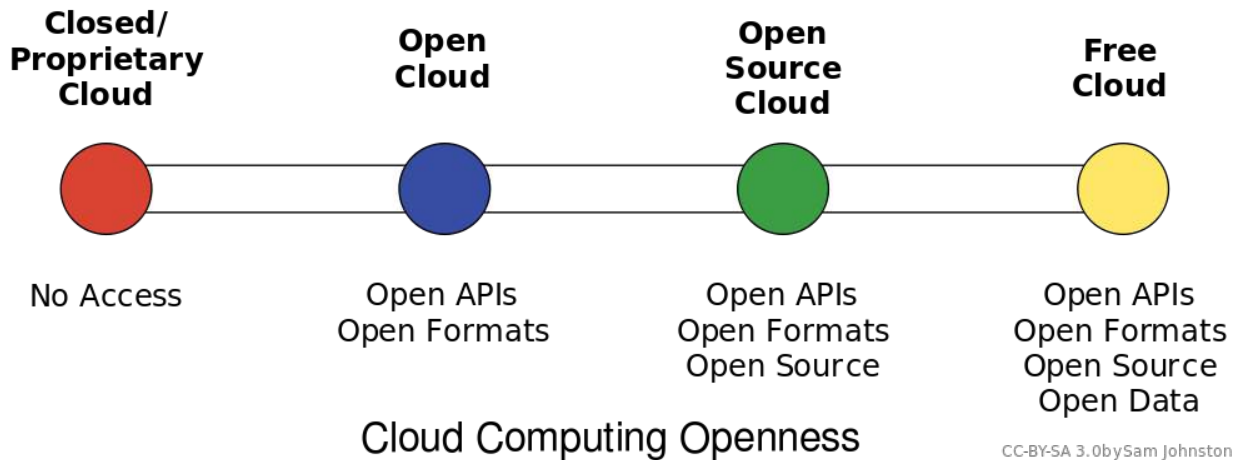 Closed/
Proprietary
Cloud
Open
Cloud
Open
Source
Cloud
Free
Cloud
No Access
Open APIs
Open Formats
Open APIs
Open Formats
Open Source
Open APIs
Open Formats
Open Source
Open Data
Cloud Computing Openness
CC-BY-SA 3.0bySam Johnston